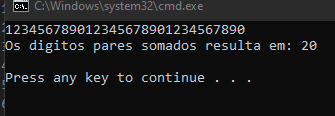 C:\Windows\system32\cmd.exe
123456789012345678901234567890
Os digitos pares somados resulta em: 20
Press any key to continue . . .